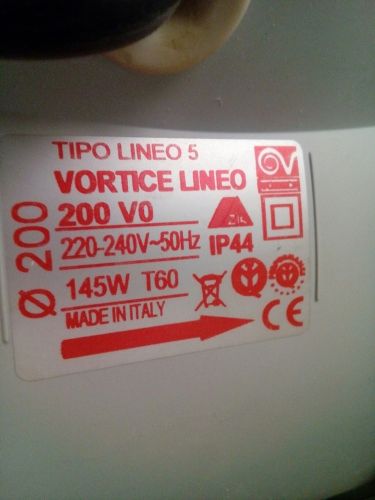 TIPO LINEO 5
VORTICE LINEO
200 V0
220-240V~50Hz
IP44
145W T60
MADE IN ITALY
Ø 200
CE